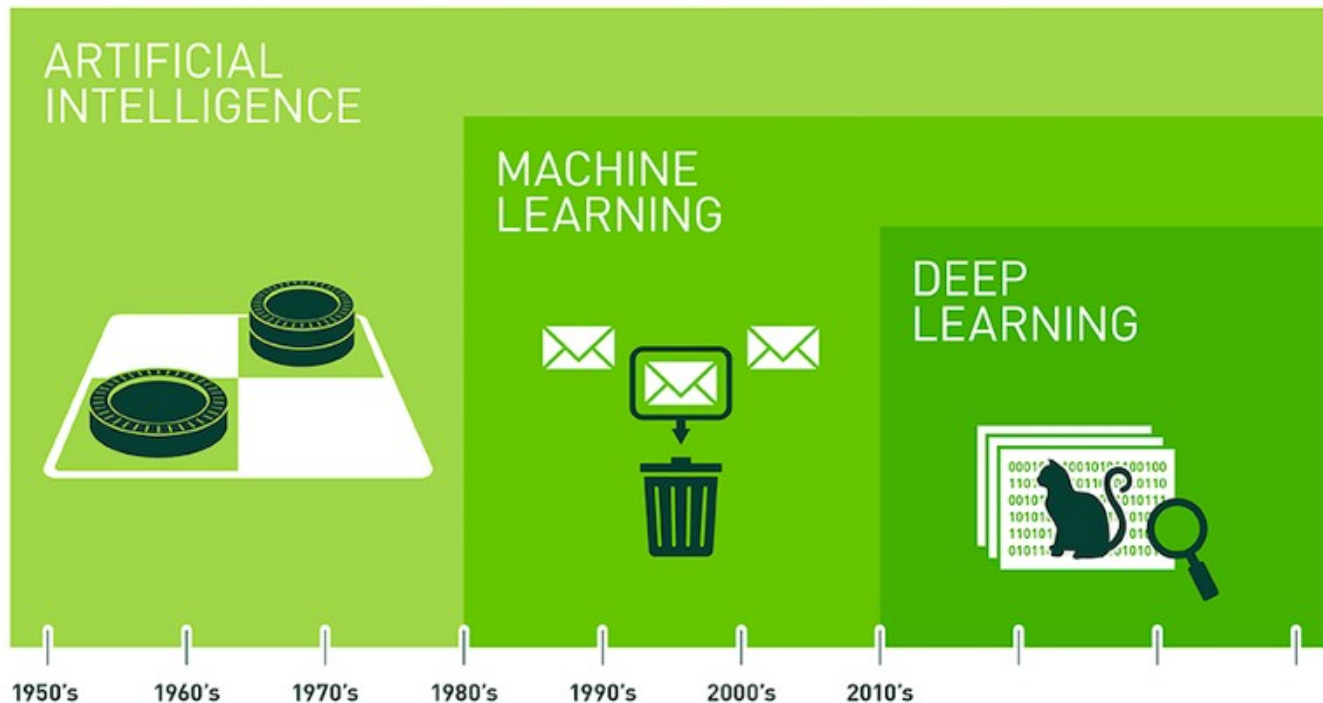 ARTIFICIAL
INTELLIGENCE
MACHINE
LEARNING
DEEP
LEARNING
1950's
1960's
1970's
1980's
1990's
2000's
2010's